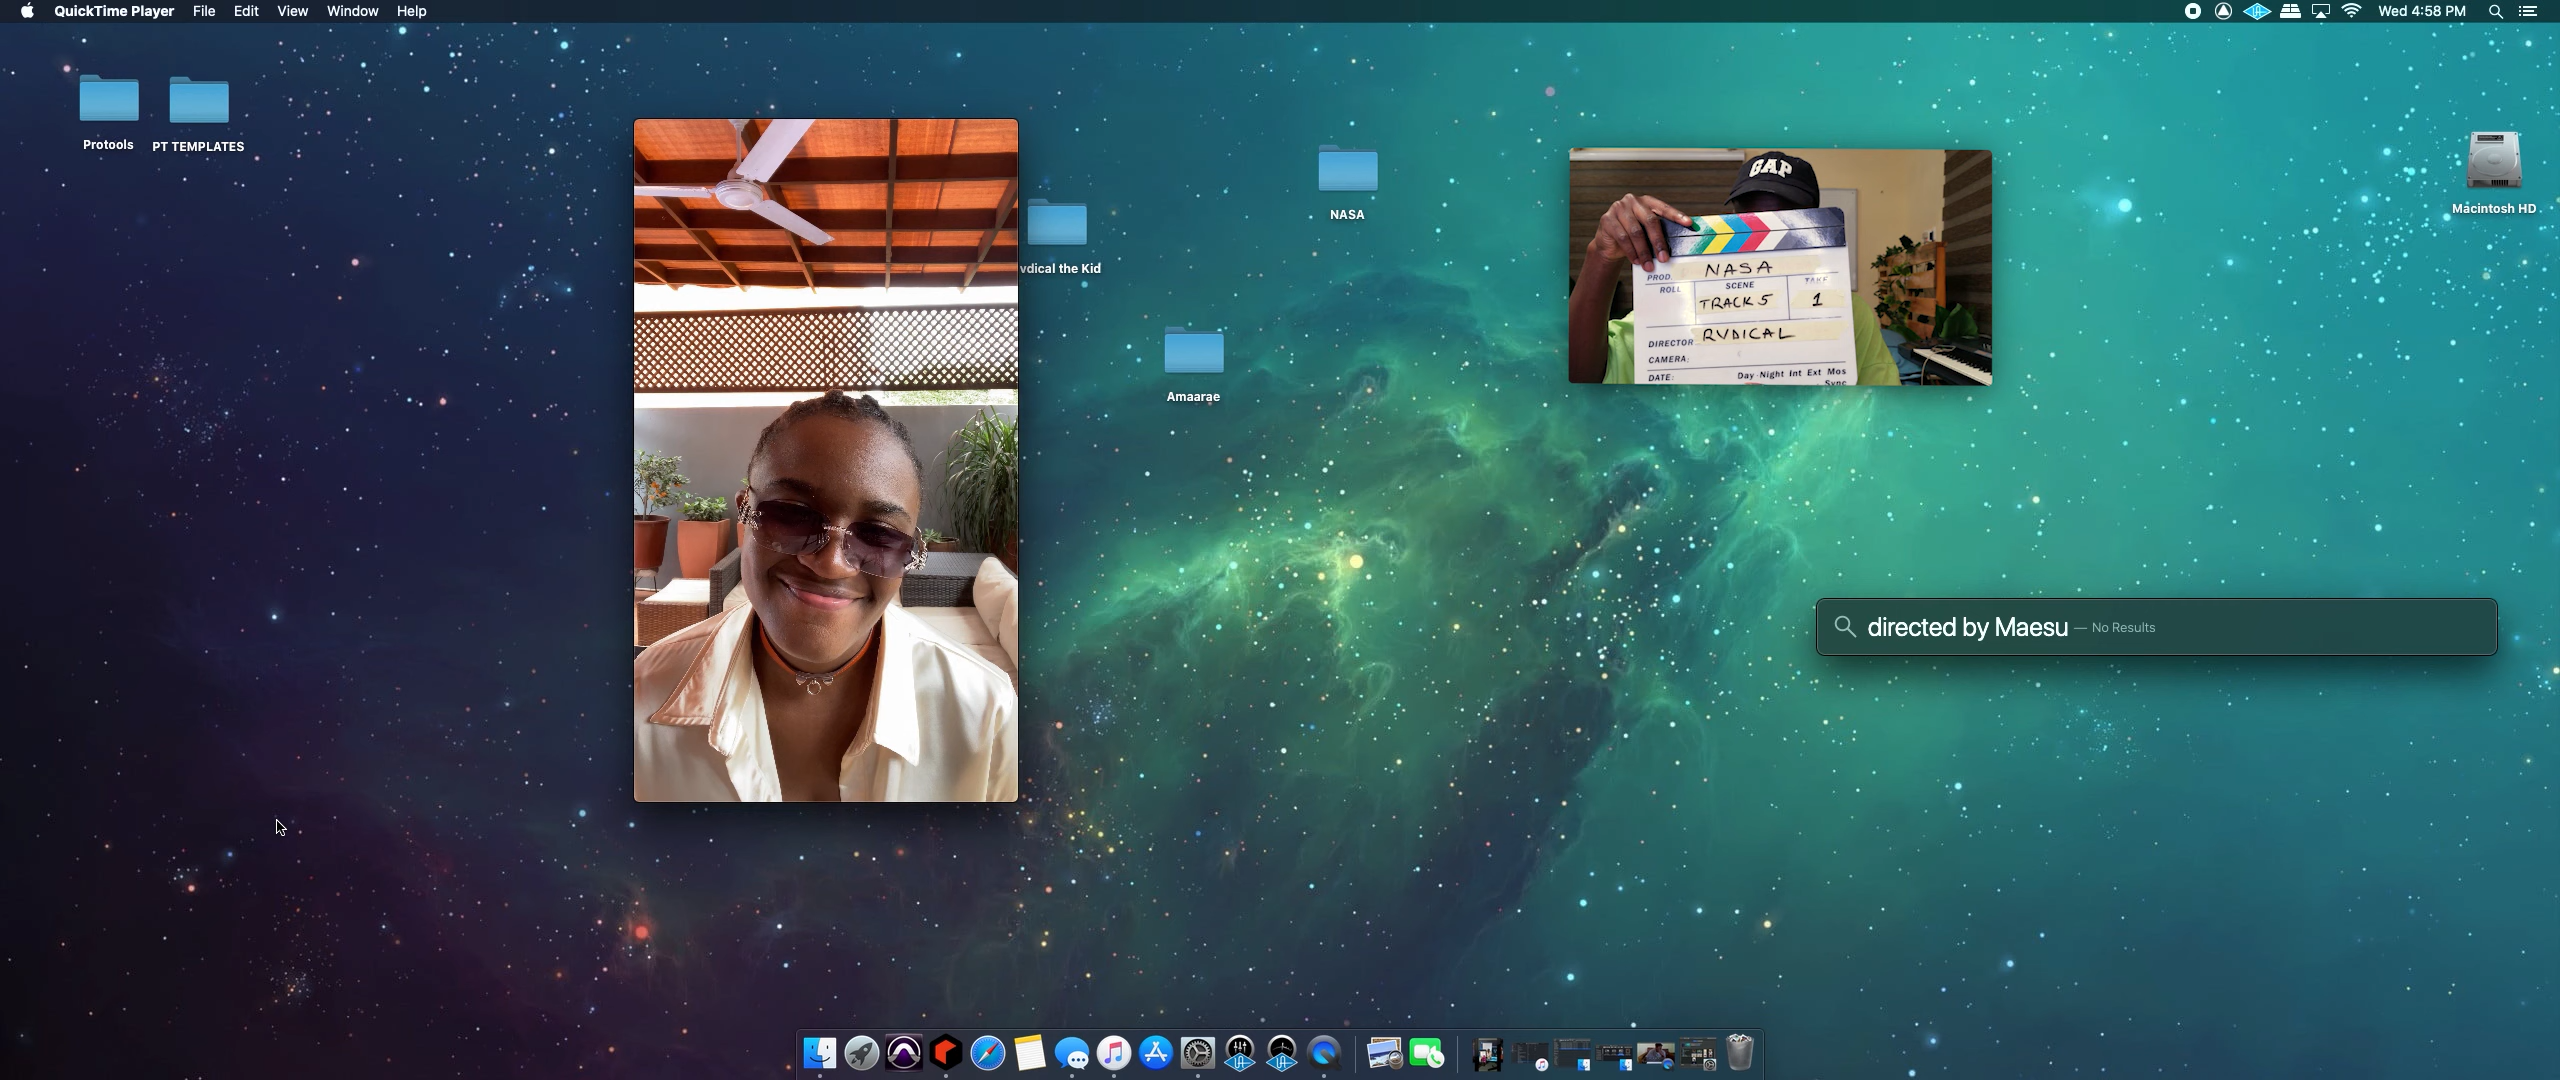 QuickTime Player File Edit View Window Help
Wed 4:58 PM
Protools
PT TEMPLATES
vdical the Kid
NASA
Amaarae
Macintosh HD
GAP
PROD. NASA
ROLL SCENE TAKE
TRACK 5 1
DIRECTOR RVDICAL
CAMERA:
DATE: Day-Night Int Ext Mos
Sync
directed by Maesu — No Results